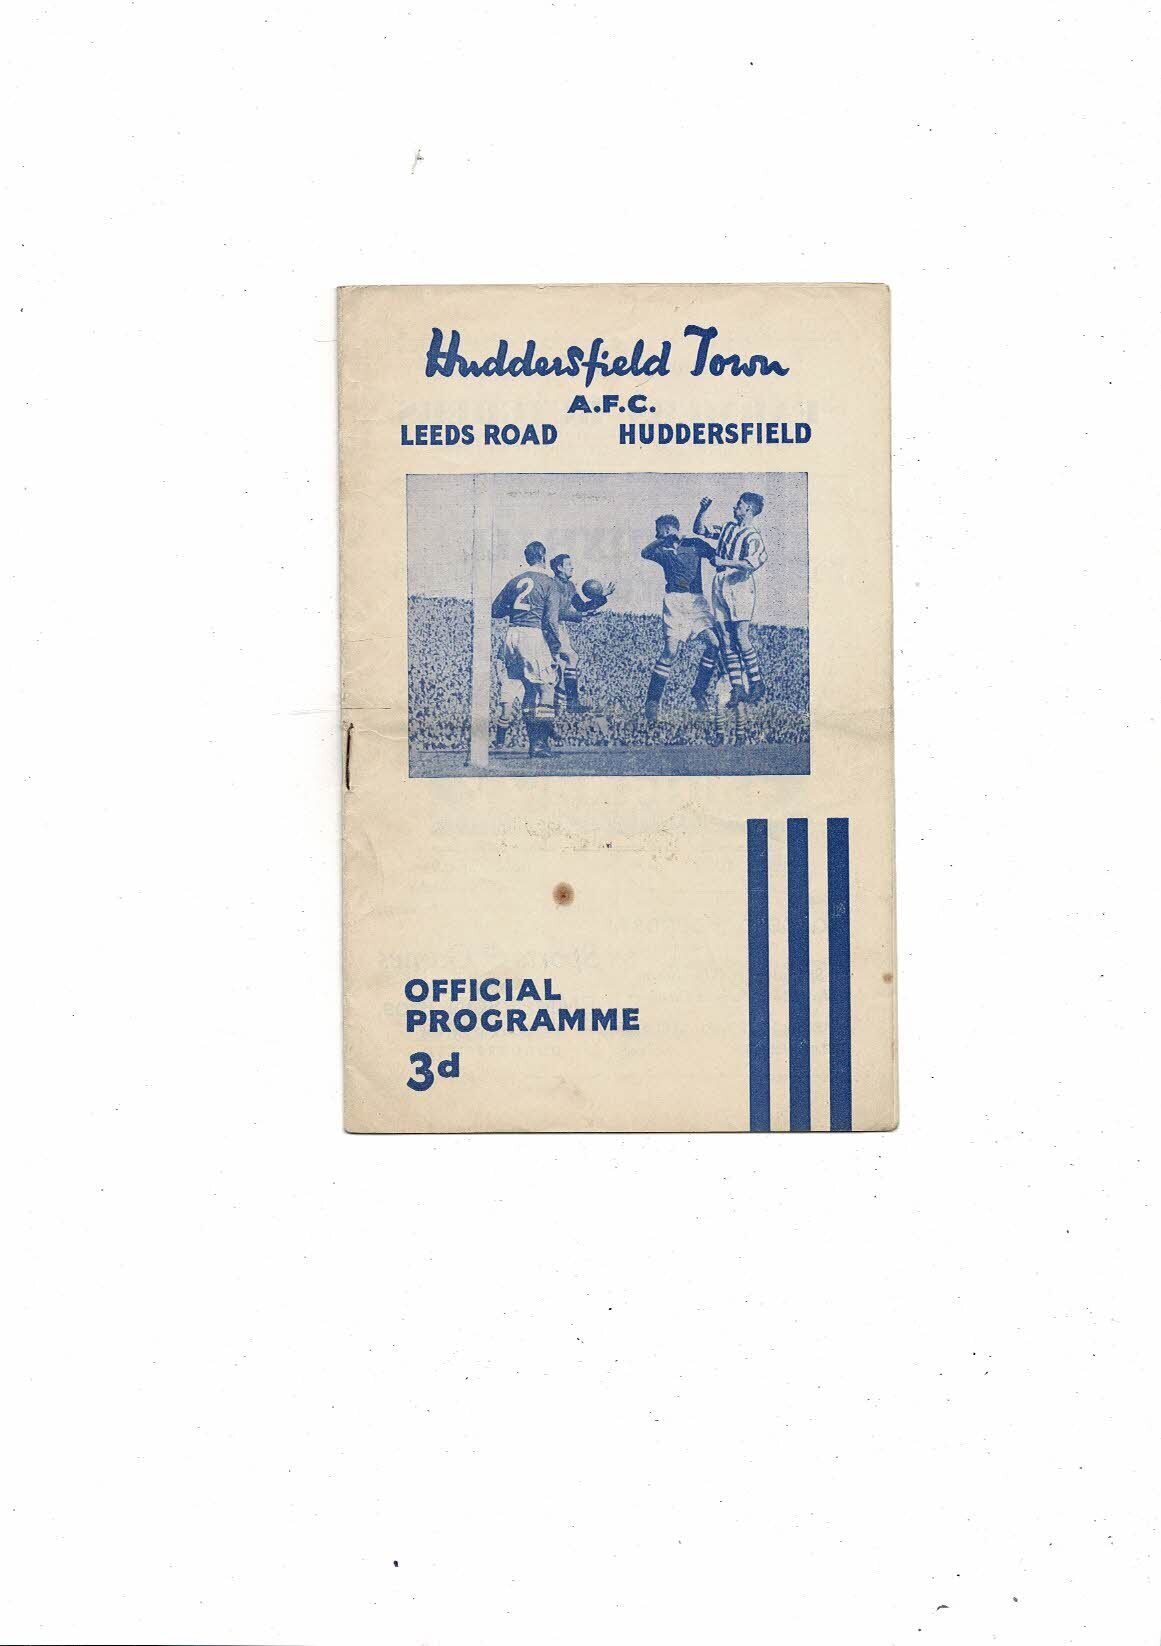 Huddersfield Town
A.F.C.
LEEDS ROAD HUDDERSFIELD
2
OFFICIAL
PROGRAMME
3d